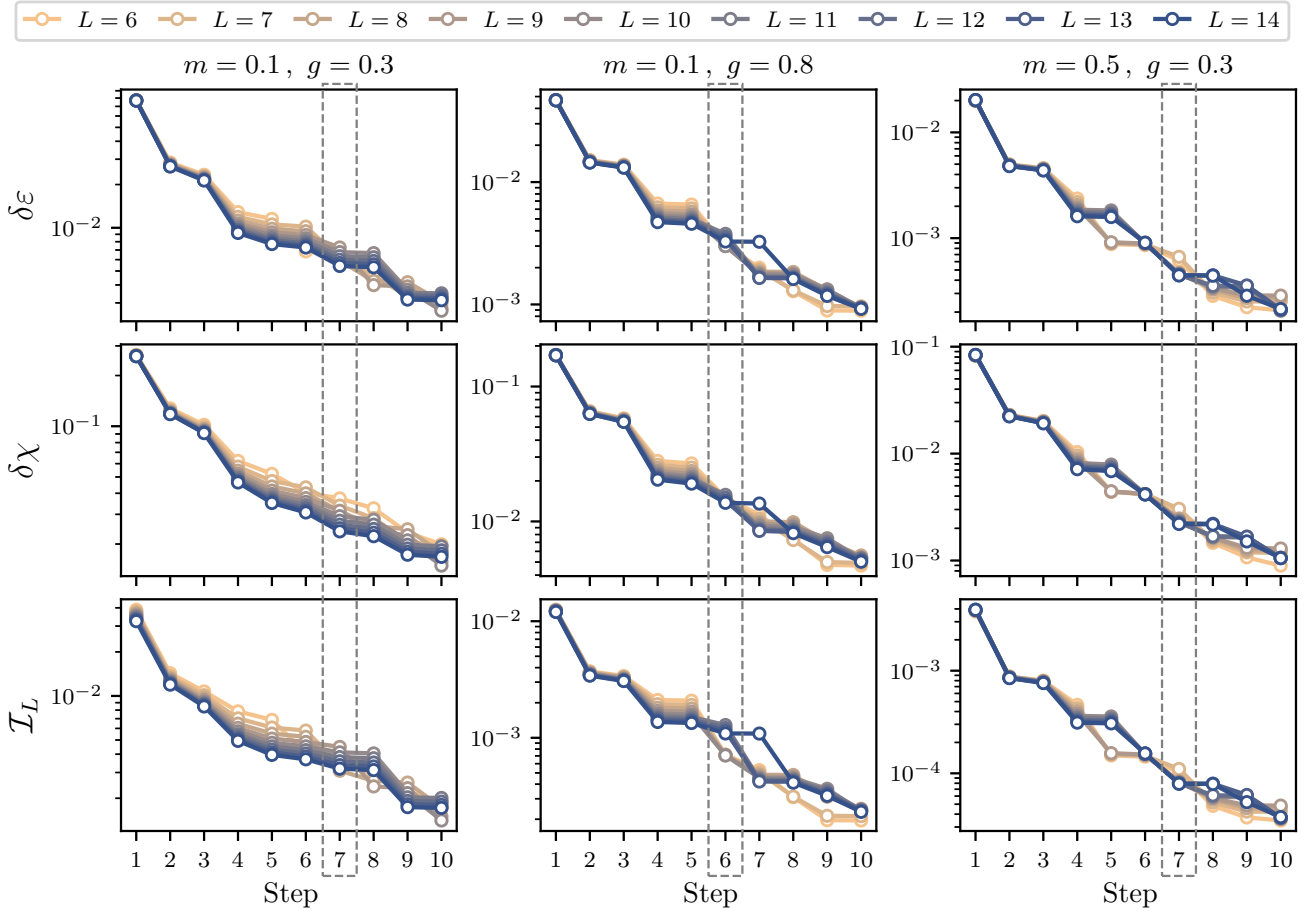 L = 6 L = 7 L = 8 L = 9 L = 10 L = 11 L = 12 L = 13 L = 14
m = 0.1 , g = 0.3 m = 0.1 , g = 0.8 m = 0.5 , g = 0.3
δε
10⁻²
10⁻² 10⁻³
10⁻² 10⁻³
δχ
10⁻¹
10⁻¹ 10⁻²
10⁻¹ 10⁻² 10⁻³
𝓘_L
10⁻²
10⁻² 10⁻³
10⁻³ 10⁻⁴
1 2 3 4 5 6 7 8 9 10 1 2 3 4 5 6 7 8 9 10 1 2 3 4 5 6 7 8 9 10
Step Step Step